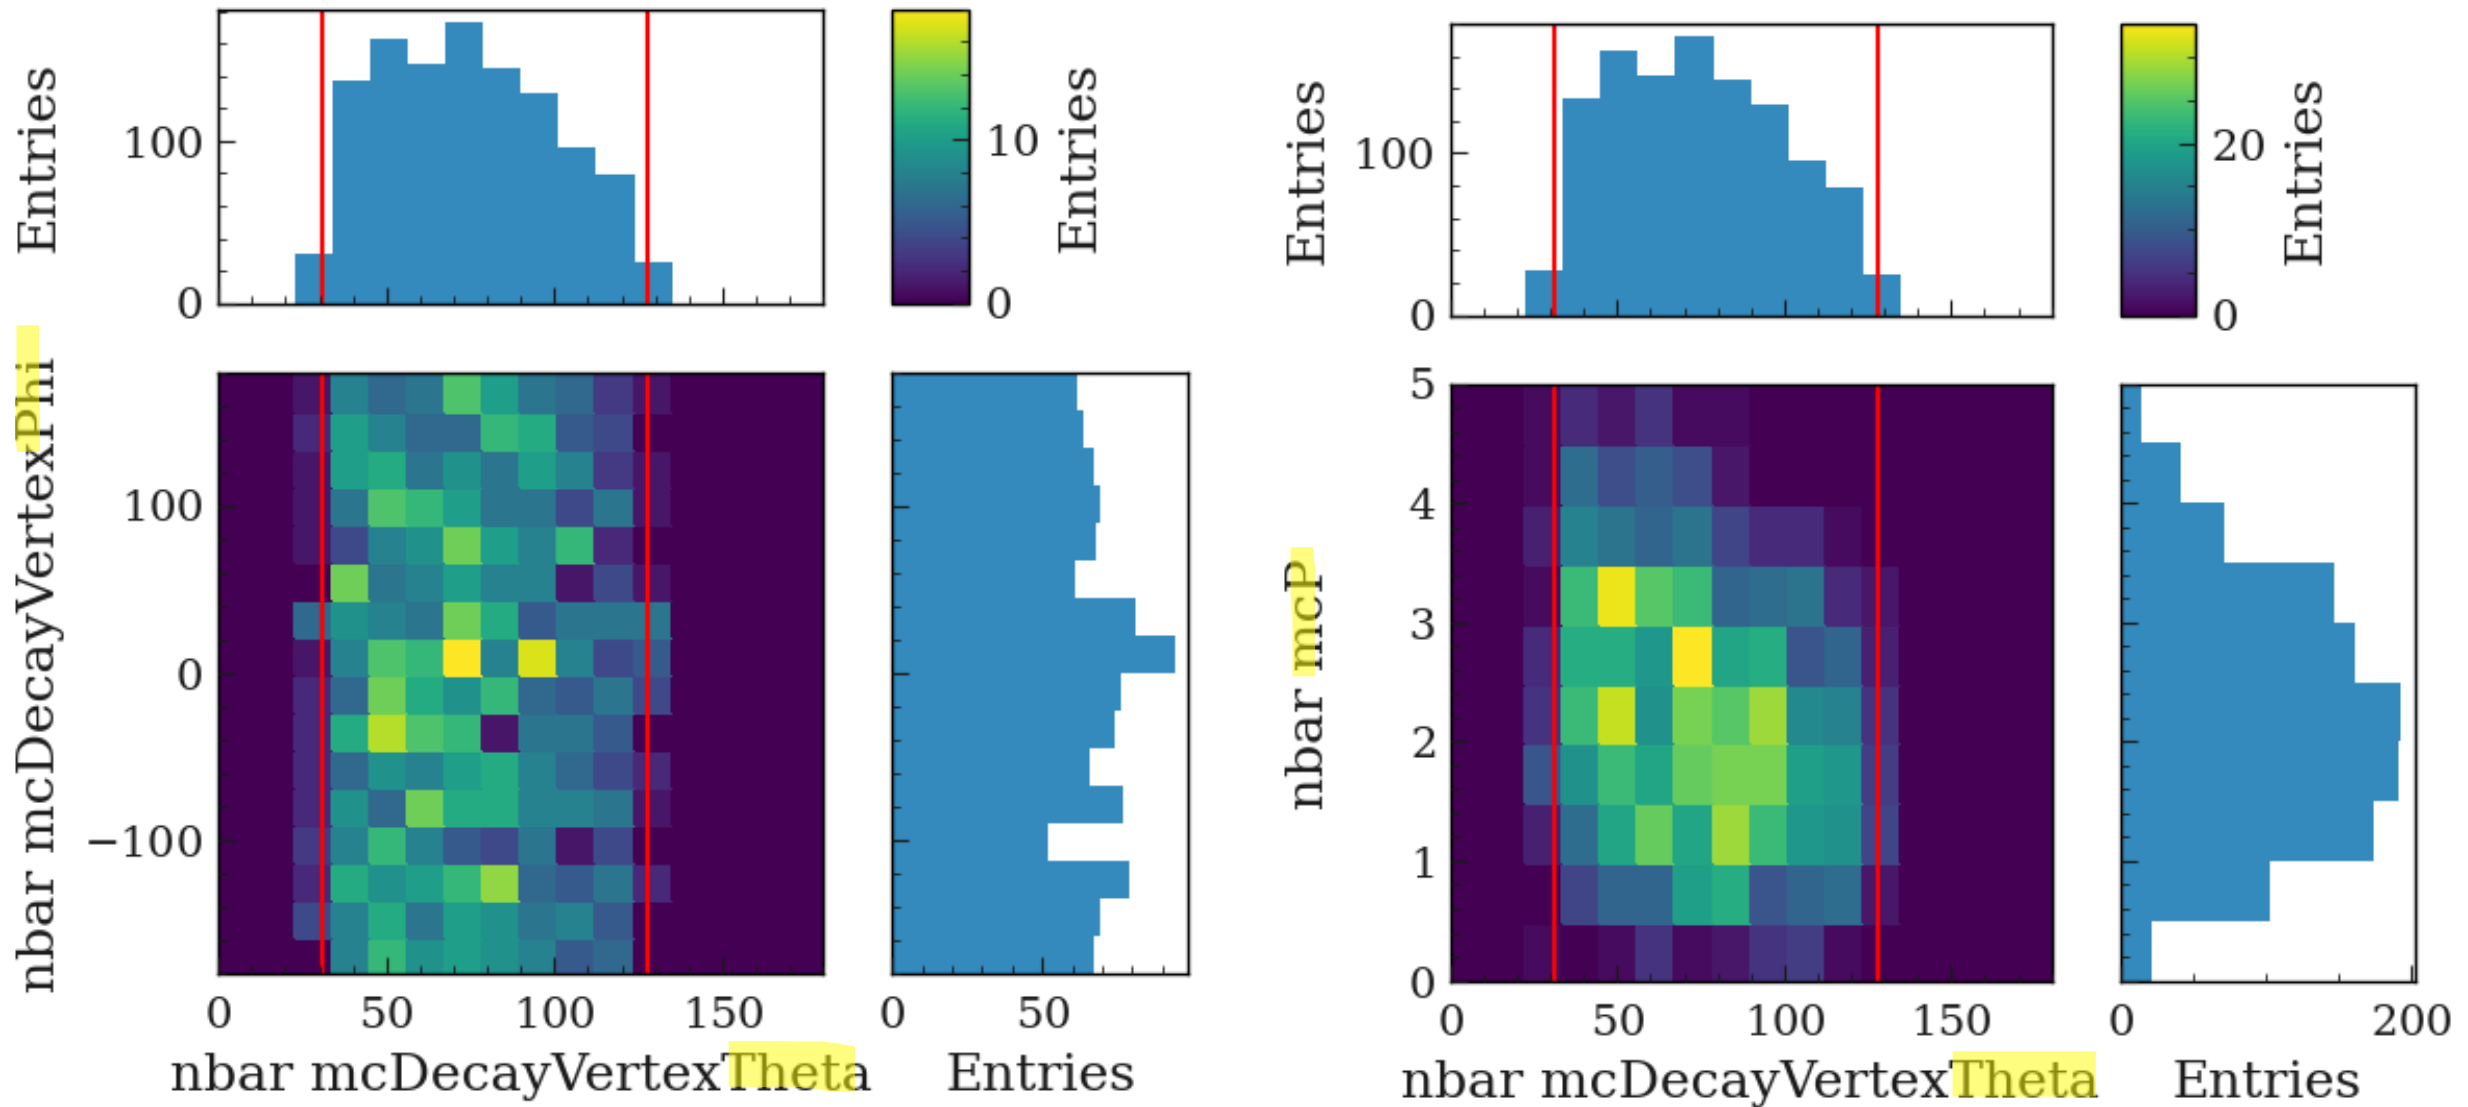 Entries
100
0
10
0
Entries
nbar mcDecayVertexPhi
100
0
−100
0 50 100 150
nbar mcDecayVertexTheta
0 50
Entries
Entries
100
0
20
0
Entries
nbar mcP
5
4
3
2
1
0
0 50 100 150
nbar mcDecayVertexTheta
0 200
Entries